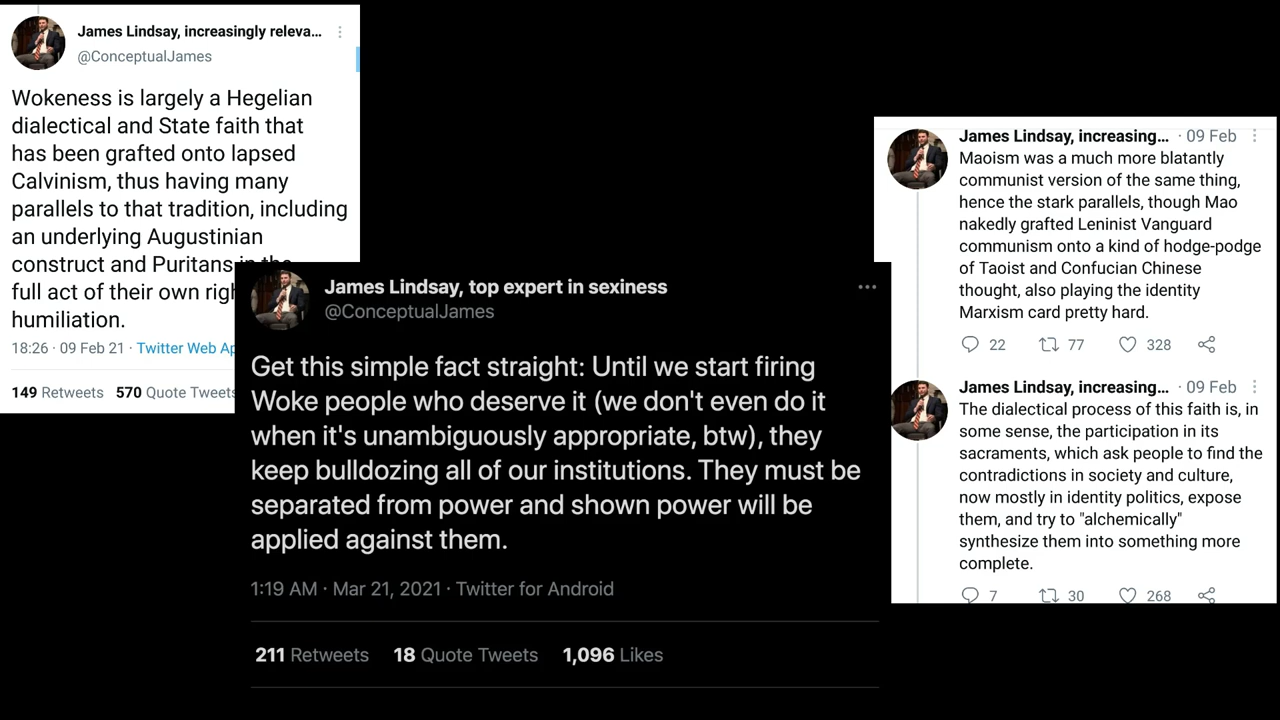 James Lindsay, increasingly releva...
@ConceptualJames
Wokeness is largely a Hegelian
dialectical and State faith that
has been grafted onto lapsed
Calvinism, thus having many
parallels to that tradition, including
an underlying Augustinian
construct and Puritans in the
full act of their own
humiliation.
18:26 · 09 Feb 21 · Twitter Web
149 Retweets 570 Quote Tweets
James Lindsay, top expert in sexiness
@ConceptualJames
Get this simple fact straight: Until we start firing
Woke people who deserve it (we don't even do it
when it's unambiguously appropriate, btw), they
keep bulldozing all of our institutions. They must be
separated from power and shown power will be
applied against them.
1:19 AM · Mar 21, 2021 · Twitter for Android
211 Retweets 18 Quote Tweets 1,096 Likes
James Lindsay, increasing... · 09 Feb
Maoism was a much more blatantly
communist version of the same thing,
hence the stark parallels, though Mao
nakedly grafted Leninist Vanguard
communism onto a kind of hodge-podge
of Taoist and Confucian Chinese
thought, also playing the identity
Marxism card pretty hard.
22 77 328
James Lindsay, increasing... · 09 Feb
The dialectical process of this faith is, in
some sense, the participation in its
sacraments, which ask people to find the
contradictions in society and culture,
now mostly in identity politics, expose
them, and try to "alchemically"
synthesize them into something more
complete.
7 30 268